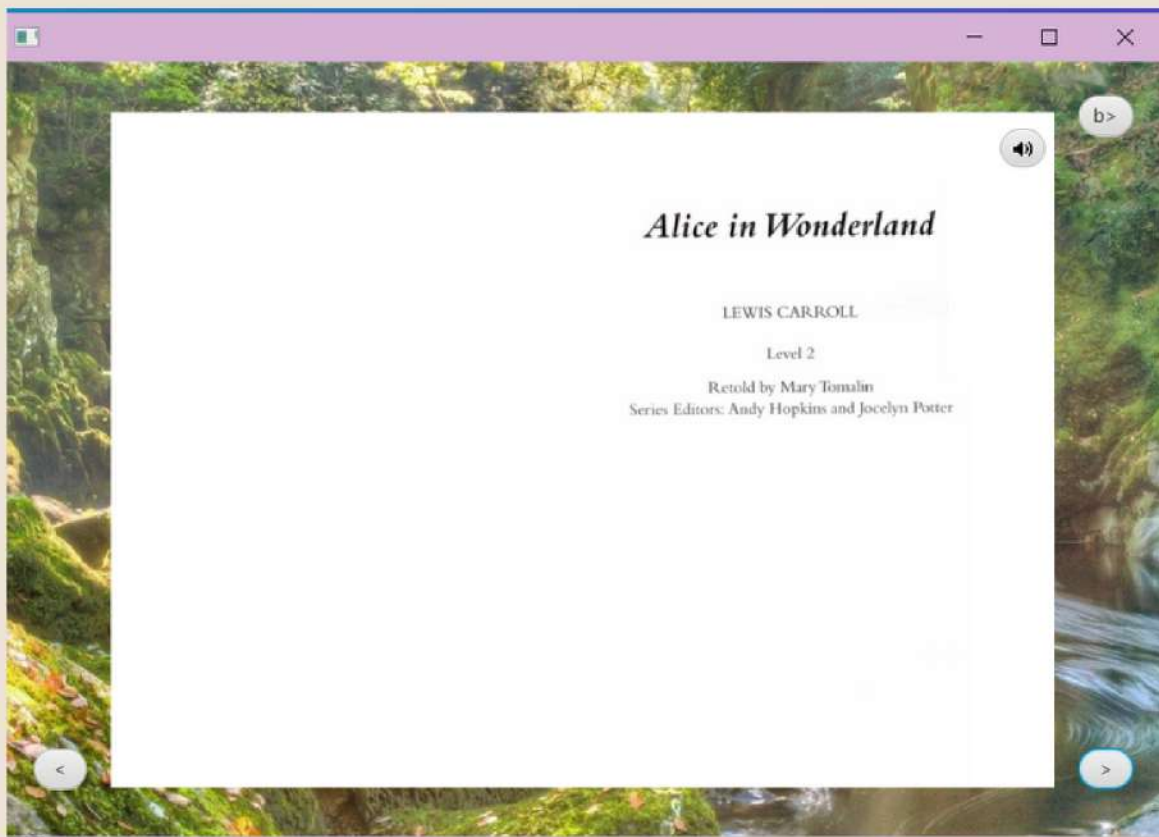 b>
Alice in Wonderland
LEWIS CARROLL
Level 2
Retold by Mary Tomalin
Series Editors: Andy Hopkins and Jocelyn Potter
<
>